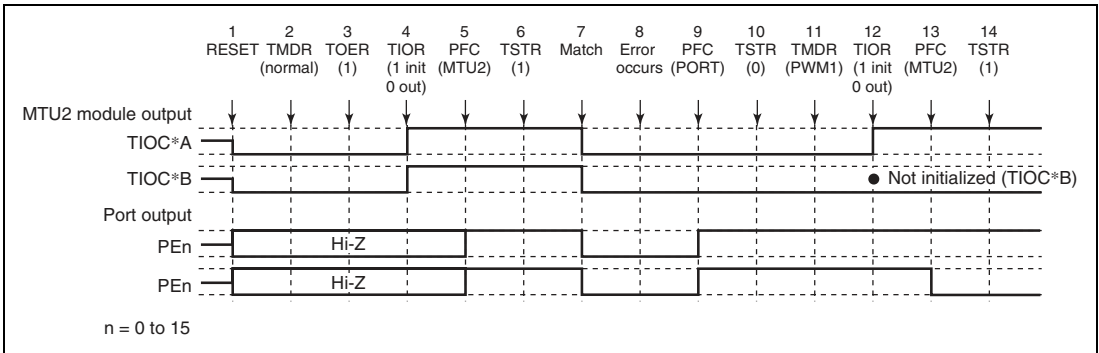 1 2 3 4 5 6 7 8 9 10 11 12 13 14
RESET TMDR TOER TIOR PFC TSTR Match Error PFC TSTR TMDR TIOR PFC TSTR
(normal) (1) (1 init (MTU2) (1) occurs (PORT) (0) (PWM1) (1 init (MTU2) (1)
0 out) 0 out)
MTU2 module output
TIOC*A
TIOC*B
● Not initialized (TIOC*B)
Port output
PEn Hi-Z
PEn Hi-Z
n = 0 to 15